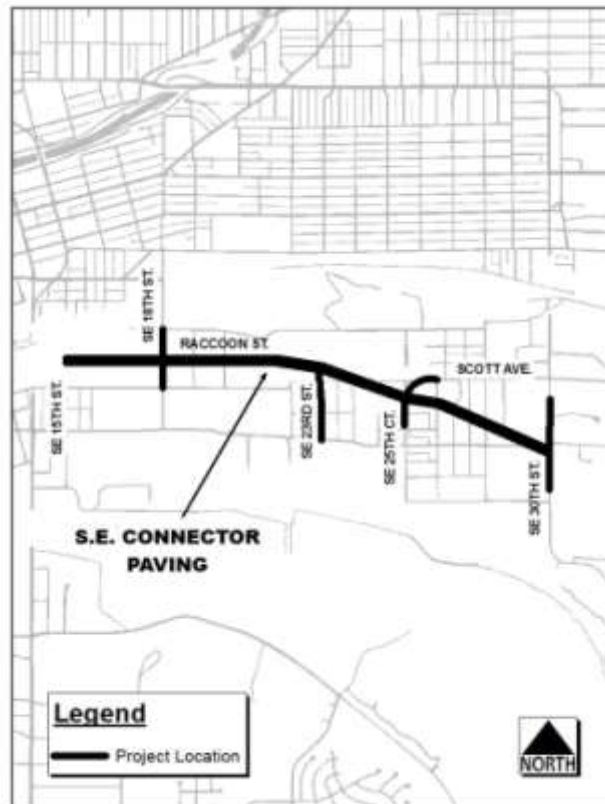 SE 18TH ST.
RACCOON ST.
SCOTT AVE.
SE 15TH ST.
SE 23RD ST.
SE 25TH CT.
SE 30TH ST.
S.E. CONNECTOR
PAVING
Legend
Project Location
NORTH